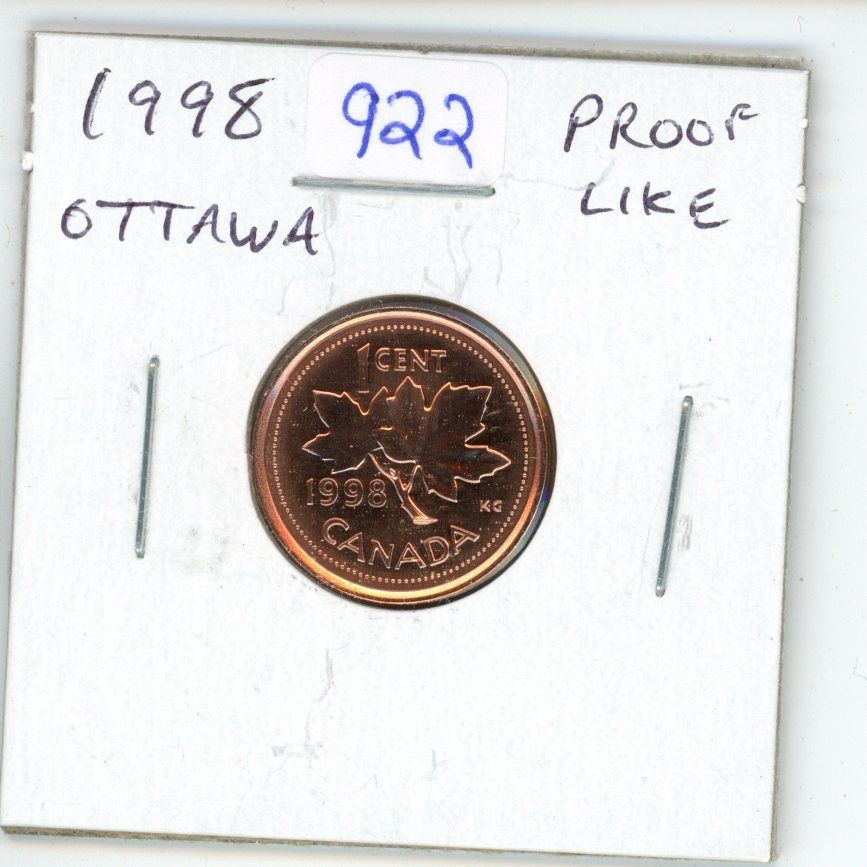 1998 922 PROOF
OTTAWA LIKE
1 CENT
1998 KG
CANADA